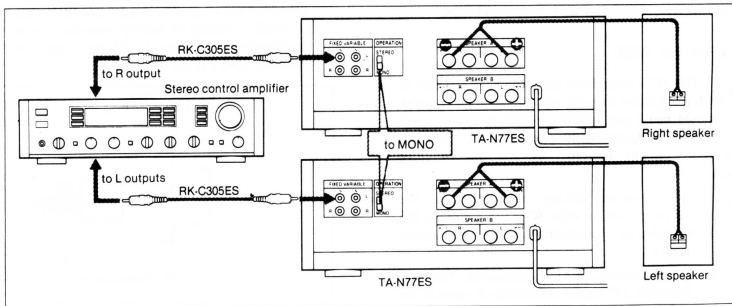 RK-C305ES
to R output
Stereo control amplifier
FIXED VARIABLE
OPERATION
STEREO
L
R R
MONO
SPEAKER
SPEAKER B
R L
TA-N77ES
Right speaker
to MONO
to L outputs
RK-C305ES
FIXED VARIABLE
OPERATION
STEREO
L
R R
MONO
SPEAKER
SPEAKER B
R L
TA-N77ES
Left speaker